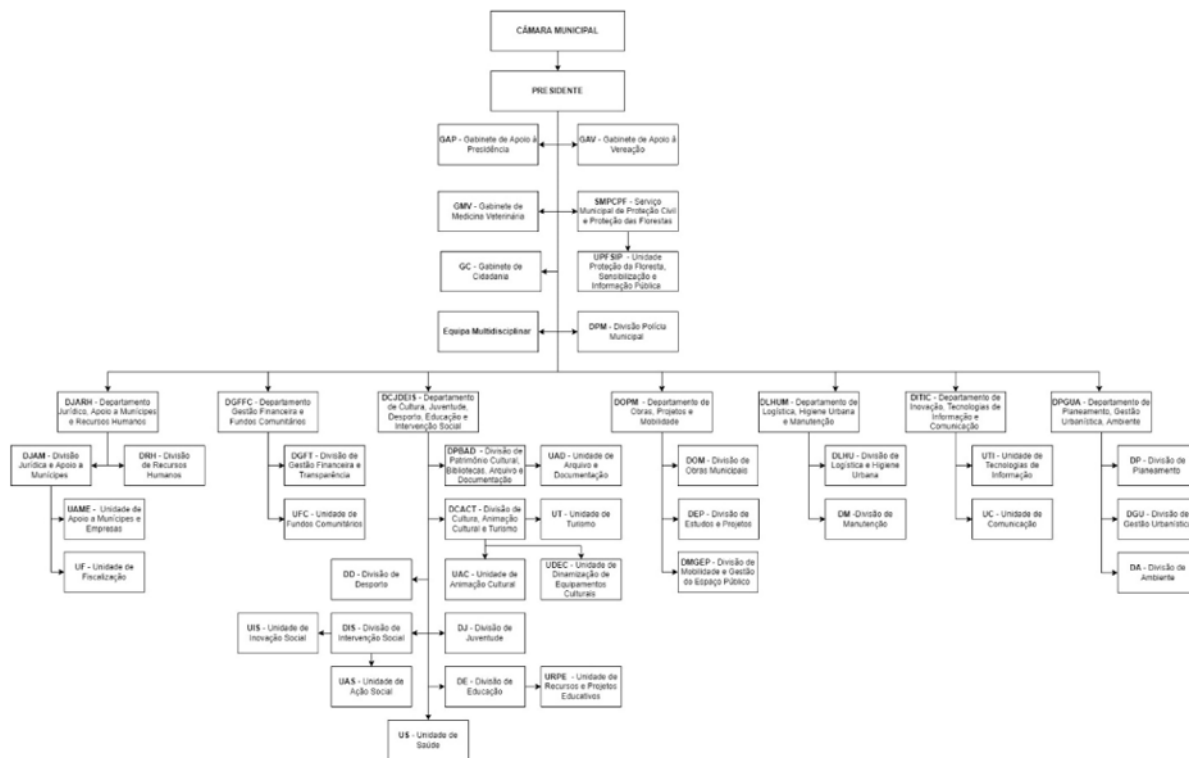 CÂMARA MUNICIPAL
PRESIDENTE
GAP - Gabinete de Apoio à
Presidência
GAV - Gabinete de Apoio à
Vereação
GMV - Gabinete de
Medicina Veterinária
SMPCPF - Serviço
Municipal de Proteção Civil
e Proteção das Florestas
GC - Gabinete de
Cidadania
UPFSIP - Unidade
Proteção da Floresta,
Sensibilização e
Informação Pública
Equipa Multidisciplinar
DPM - Divisão Polícia
Municipal
DJARH - Departamento
Jurídico, Apoio a Munícipes
e Recursos Humanos
DGFFC - Departamento
Gestão Financeira e
Fundos Comunitários
DCJDEIS - Departamento
de Cultura, Juventude,
Desporto, Educação e
Intervenção Social
DOPM - Departamento de
Obras, Projetos e
Mobilidade
DLHUM - Departamento de
Logística, Higiene Urbana
e Manutenção
DITIC - Departamento de
Inovação, Tecnologias de
Informação e
Comunicação
DPGUA - Departamento de
Planeamento, Gestão
Urbanística, Ambiente
DJAM - Divisão
Jurídica e Apoio a
Munícipes
DRH - Divisão
de Recursos
Humanos
DGFT - Divisão de
Gestão Financeira e
Transparência
DPBAD - Divisão de
Património Cultural,
Bibliotecas, Arquivo e
Documentação
UAD - Unidade de
Arquivo e
Documentação
DOM - Divisão de
Obras Municipais
DLHU - Divisão de
Logística e Higiene
Urbana
UTI - Unidade de
Tecnologias de
Informação
DP - Divisão de
Planeamento
UAME - Unidade de
Apoio a Munícipes e
Empresas
UFC - Unidade de
Fundos Comunitários
DCACT - Divisão de
Cultura, Animação
Cultural e Turismo
UT - Unidade de
Turismo
DEP - Divisão de
Estudos e Projetos
DM -Divisão de
Manutenção
UC - Unidade de
Comunicação
DGU - Divisão de
Gestão Urbanística
UF - Unidade de
Fiscalização
DD - Divisão de
Desporto
UAC - Unidade de
Animação Cultural
UDEC - Unidade de
Dinamização de
Equipamentos
Culturais
DMGEP - Divisão de
Mobilidade e Gestão
do Espaço Público
DA - Divisão de
Ambiente
UIS - Unidade de
Inovação Social
DIS - Divisão de
Intervenção Social
DJ - Divisão de
Juventude
UAS - Unidade de
Ação Social
DE - Divisão de
Educação
URPE - Unidade de
Recursos e Projetos
Educativos
US - Unidade de
Saúde